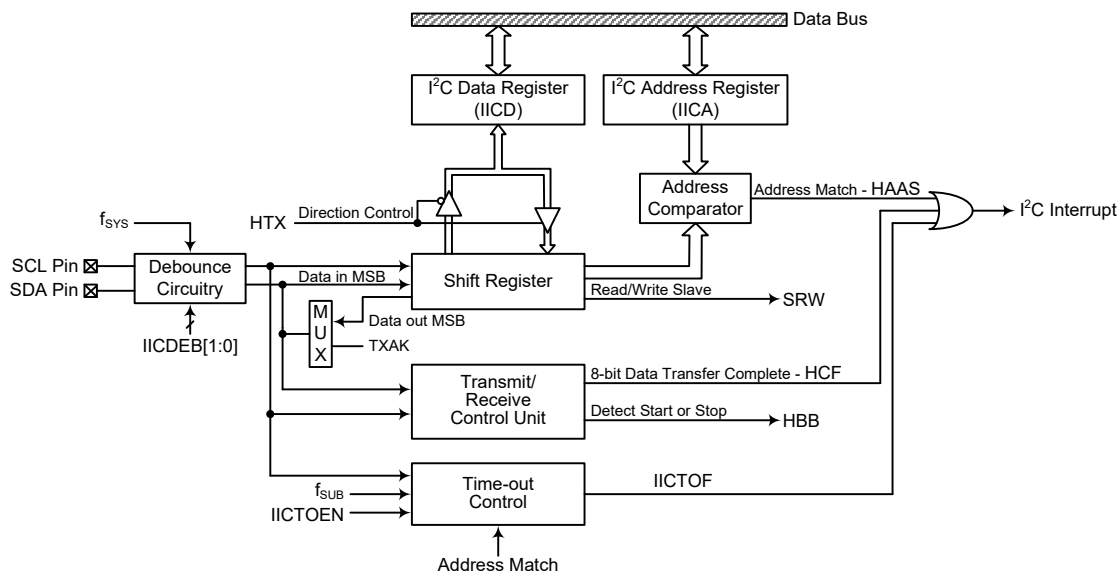 Data Bus
I²C Data Register
(IICD)
I²C Address Register
(IICA)
Address
Comparator
Address Match - HAAS
I²C Interrupt
HTX
Direction Control
fSYS
SCL Pin
SDA Pin
Debounce
Circuitry
IICDEB[1:0]
Data in MSB
Shift Register
Read/Write Slave
SRW
M
U
X
Data out MSB
TXAK
Transmit/
Receive
Control Unit
8-bit Data Transfer Complete - HCF
Detect Start or Stop
HBB
Time-out
Control
fSUB
IICTOEN
IICTOF
Address Match